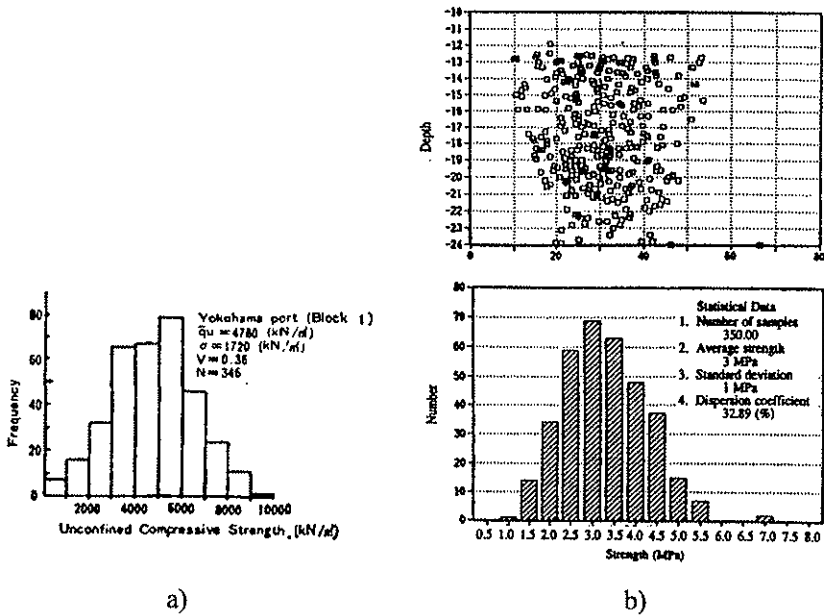 -10
-11
-12
-13
-14
-15
-16
-17
-18
-19
-20
-21
-22
-23
-24
Depth
0 10 20 30 40 60 80
80
60
40
20
0
Frequency
Yokohama port (Block 1)
q̄u=4780 (kN/㎡)
σ=1720 (kN/㎡)
V=0.36
N=346
2000 4000 6000 8000 10000
Unconfined Compressive Strength, (kN/㎡)
80
70
60
50
40
30
20
10
0
Number
Statistical Data
1. Number of samples
350.00
2. Average strength
3 MPa
3. Standard deviation
1 MPa
4. Dispersion coefficient
32.89 (%)
0.5 1.0 1.5 2.0 2.5 3.0 3.5 4.0 4.5 5.0 5.5 6.0 6.5 7.0 7.5 8.0
Strength (MPa)
a) b)